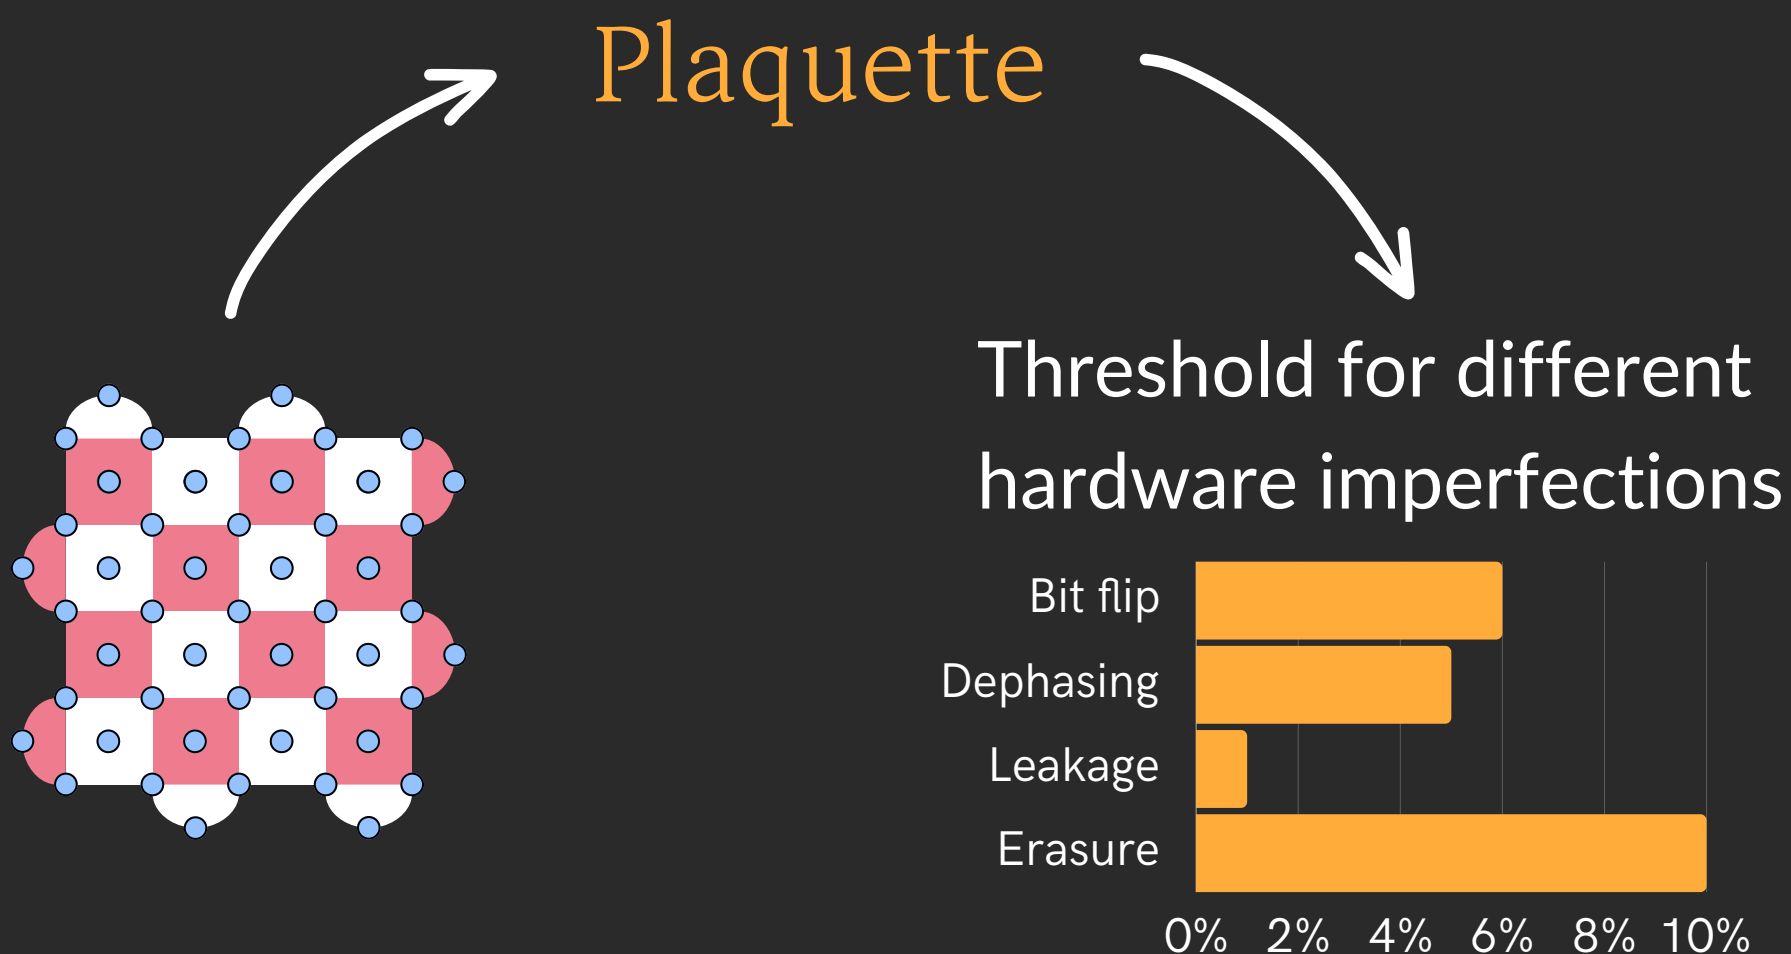 Plaquette
Threshold for different
hardware imperfections
Bit flip
Dephasing
Leakage
Erasure
0% 2% 4% 6% 8% 10%